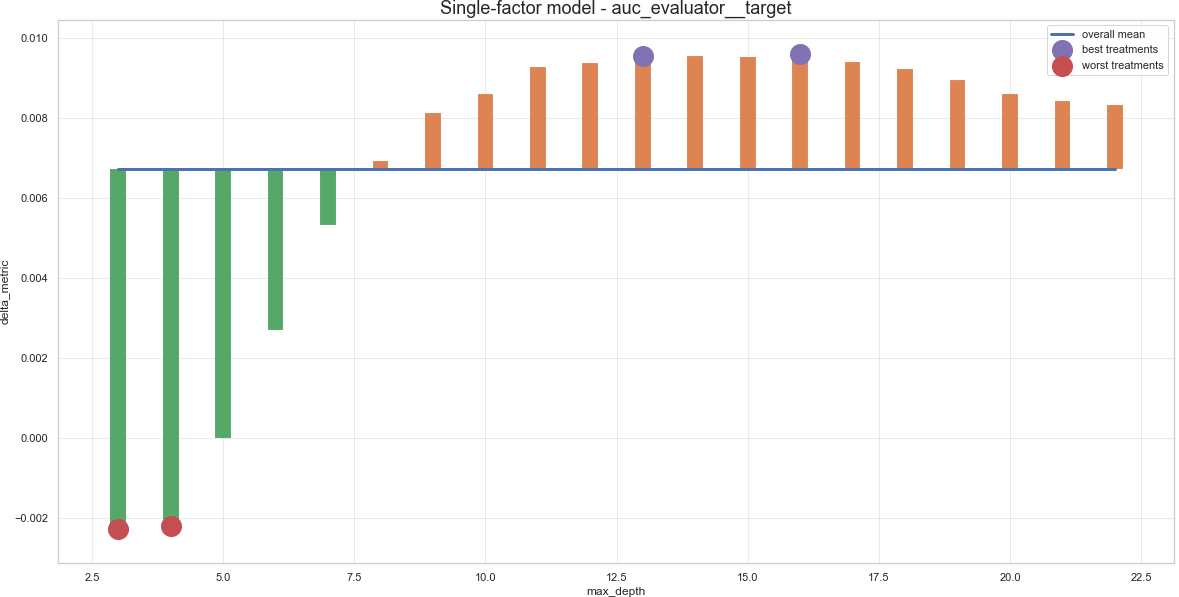 Single-factor model - auc_evaluator__target
overall mean
best treatments
worst treatments
0.010
0.008
0.006
0.004
0.002
0.000
−0.002
delta_metric
2.5 5.0 7.5 10.0 12.5 15.0 17.5 20.0 22.5
max_depth